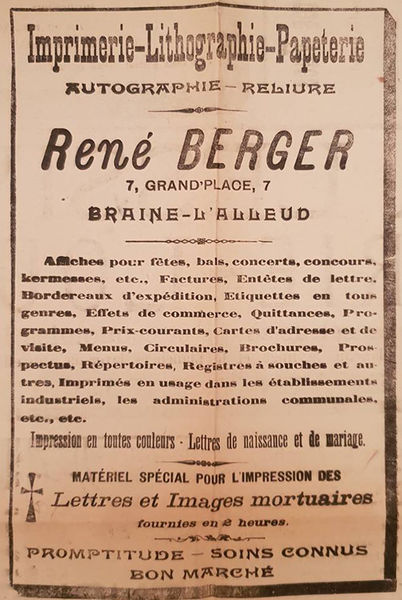 Imprimerie-Lithographie-Papeterie
AUTOGRAPHIE - RELIURE
René BERGER
7, GRAND'PLACE, 7
BRAINE-L'ALLEUD
Affiches pour fêtes, bals, concerts, concours,
kermesses, etc., Factures, Entètes de lettre,
Bordereaux d'expédition, Etiquettes en tous
genres, Effets de commerce, Quittances, Pro-
grammes, Prix-courants, Cartes d'adresse et de
visite, Menus, Circulaires, Brochures, Pros-
pectus, Répertoires, Registres à souches et au-
tres, Imprimés en usage dans les établissements
industriels, les administrations communales,
etc., etc.
Impression en toutes couleurs - Lettres de naissance et de mariage.
MATÉRIEL SPÉCIAL POUR L'IMPRESSION DES
Lettres et Images mortuaires
fournies en 2 heures.
PROMPTITUDE - SOINS CONNUS
BON MARCHÉ